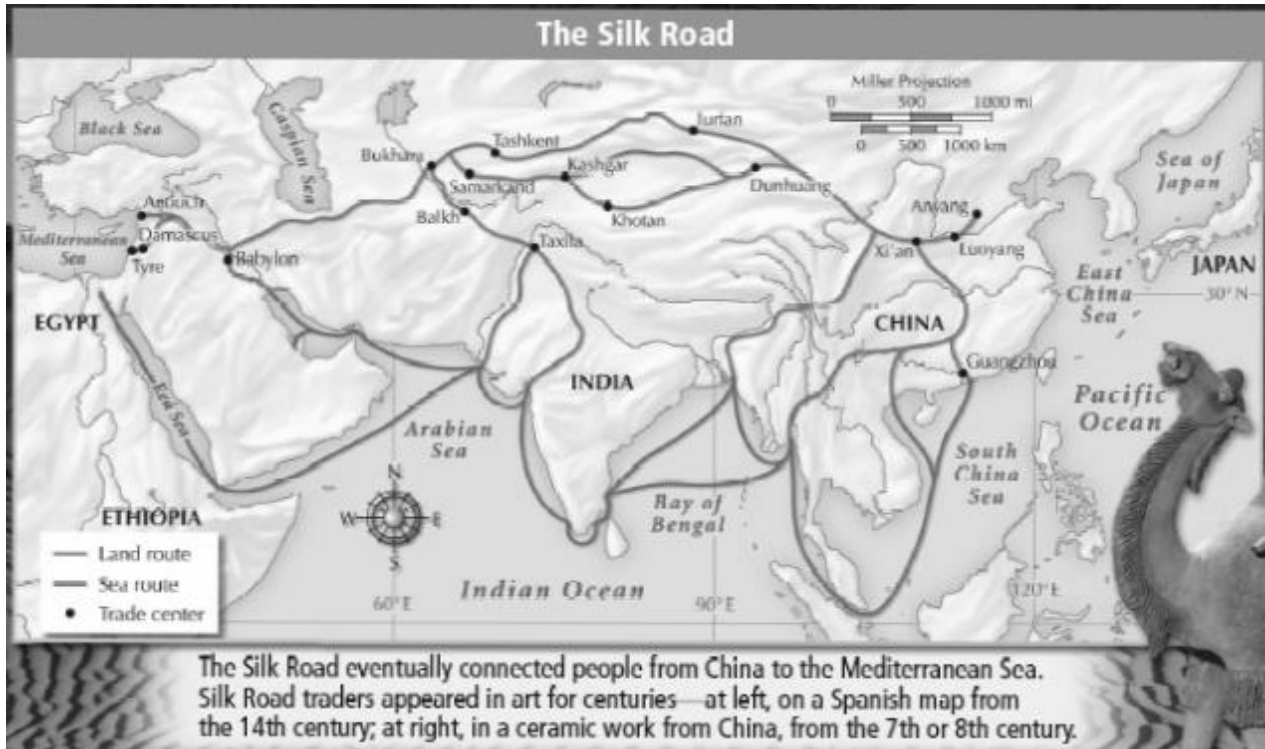 The Silk Road
Miller Projection
0 500 1000 mi
0 500 1000 km
Black Sea
Caspian Sea
Sea of Japan
Turfan
Tashkent
Bukhara
Kashgar
Samarkand
Dunhuang
Khotan
Balkh
Anyang
Antioch
Damascus
Mediterranean Sea
Tyre
Babylon
Taxila
Xi'an
Luoyang
JAPAN
East China Sea
30°N
EGYPT
CHINA
Guangzhou
INDIA
Red Sea
Arabian Sea
Pacific Ocean
South China Sea
Bay of Bengal
N
W E
S
ETHIOPIA
Land route
Sea route
Trade center
Indian Ocean
60°E
90°E
120°E
The Silk Road eventually connected people from China to the Mediterranean Sea.
Silk Road traders appeared in art for centuries—at left, on a Spanish map from
the 14th century; at right, in a ceramic work from China, from the 7th or 8th century.